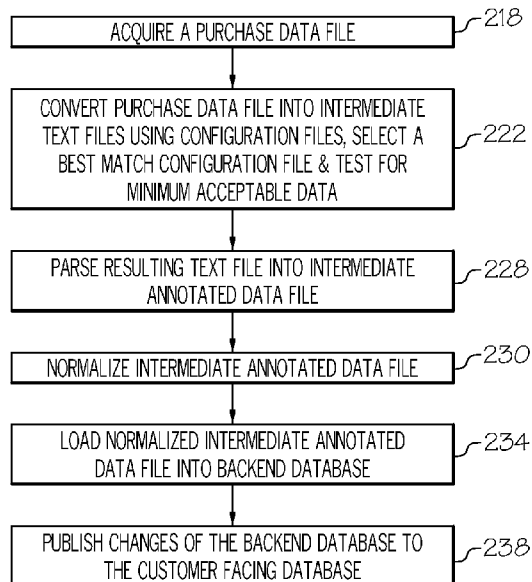 ACQUIRE A PURCHASE DATA FILE
218
CONVERT PURCHASE DATA FILE INTO INTERMEDIATE
TEXT FILES USING CONFIGURATION FILES, SELECT A
BEST MATCH CONFIGURATION FILE & TEST FOR
MINIMUM ACCEPTABLE DATA
222
PARSE RESULTING TEXT FILE INTO INTERMEDIATE
ANNOTATED DATA FILE
228
NORMALIZE INTERMEDIATE ANNOTATED DATA FILE
230
LOAD NORMALIZED INTERMEDIATE ANNOTATED
DATA FILE INTO BACKEND DATABASE
234
PUBLISH CHANGES OF THE BACKEND DATABASE TO
THE CUSTOMER FACING DATABASE
238